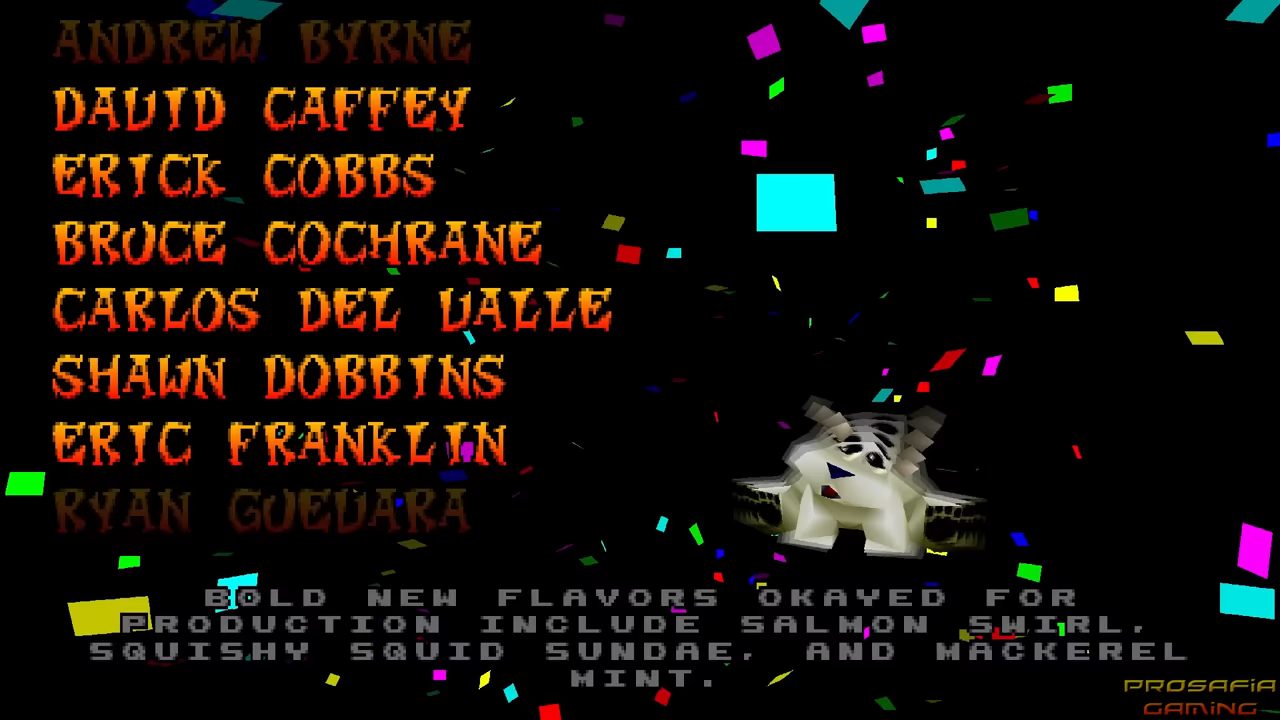 ANDREW BYRNE
DAVID CAFFEY
ERICK COBBS
BRUCE COCHRANE
CARLOS DEL VALLE
SHAWN DOBBINS
ERIC FRANKLIN
RYAN GUEVARA
BOLD NEW FLAVORS OKAYED FOR
PRODUCTION INCLUDE SALMON SWIRL,
SQUISHY SQUID SUNDAE, AND MACKEREL
MINT.
PROSAFiA
GAMiNG